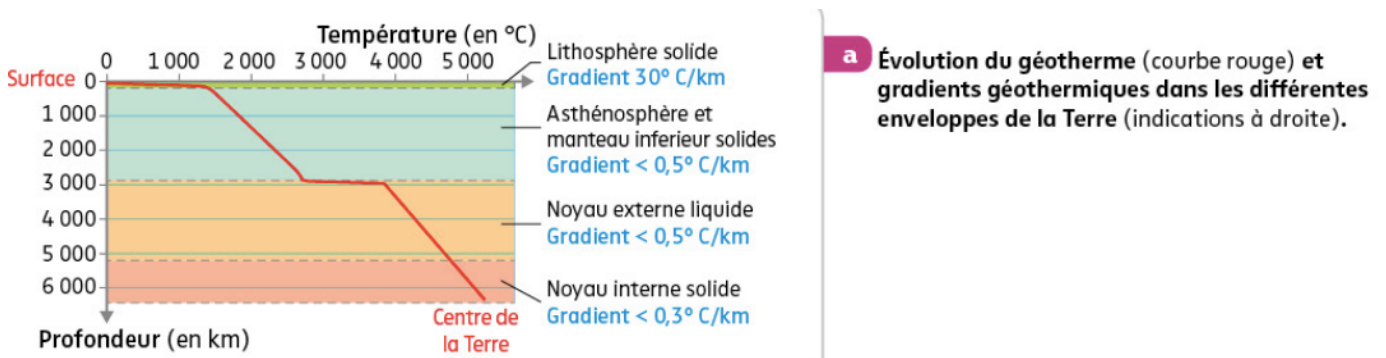 Température (en °C)
0 1 000 2 000 3 000 4 000 5 000
Surface 0
1 000
2 000
3 000
4 000
5 000
6 000
Profondeur (en km)
Centre de
la Terre
Lithosphère solide
Gradient 30° C/km
Asthénosphère et
manteau inferieur solides
Gradient < 0,5° C/km
Noyau externe liquide
Gradient < 0,5° C/km
Noyau interne solide
Gradient < 0,3° C/km
a Évolution du géotherme (courbe rouge) et
gradients géothermiques dans les différentes
enveloppes de la Terre (indications à droite).